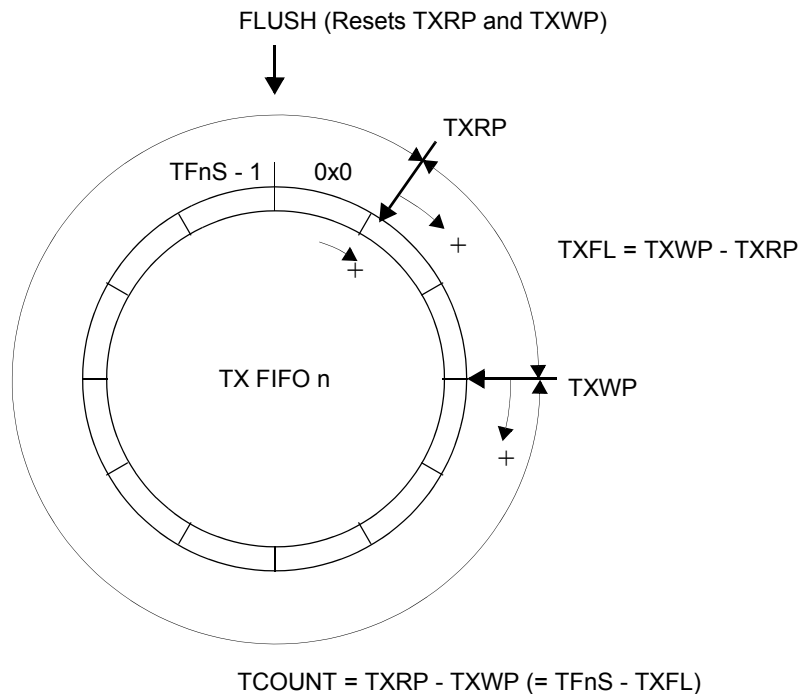 FLUSH (Resets TXRP and TXWP)
TXRP
TFnS - 1
0x0
+
+
TXFL = TXWP - TXRP
TX FIFO n
TXWP
+
TCOUNT = TXRP - TXWP (= TFnS - TXFL)